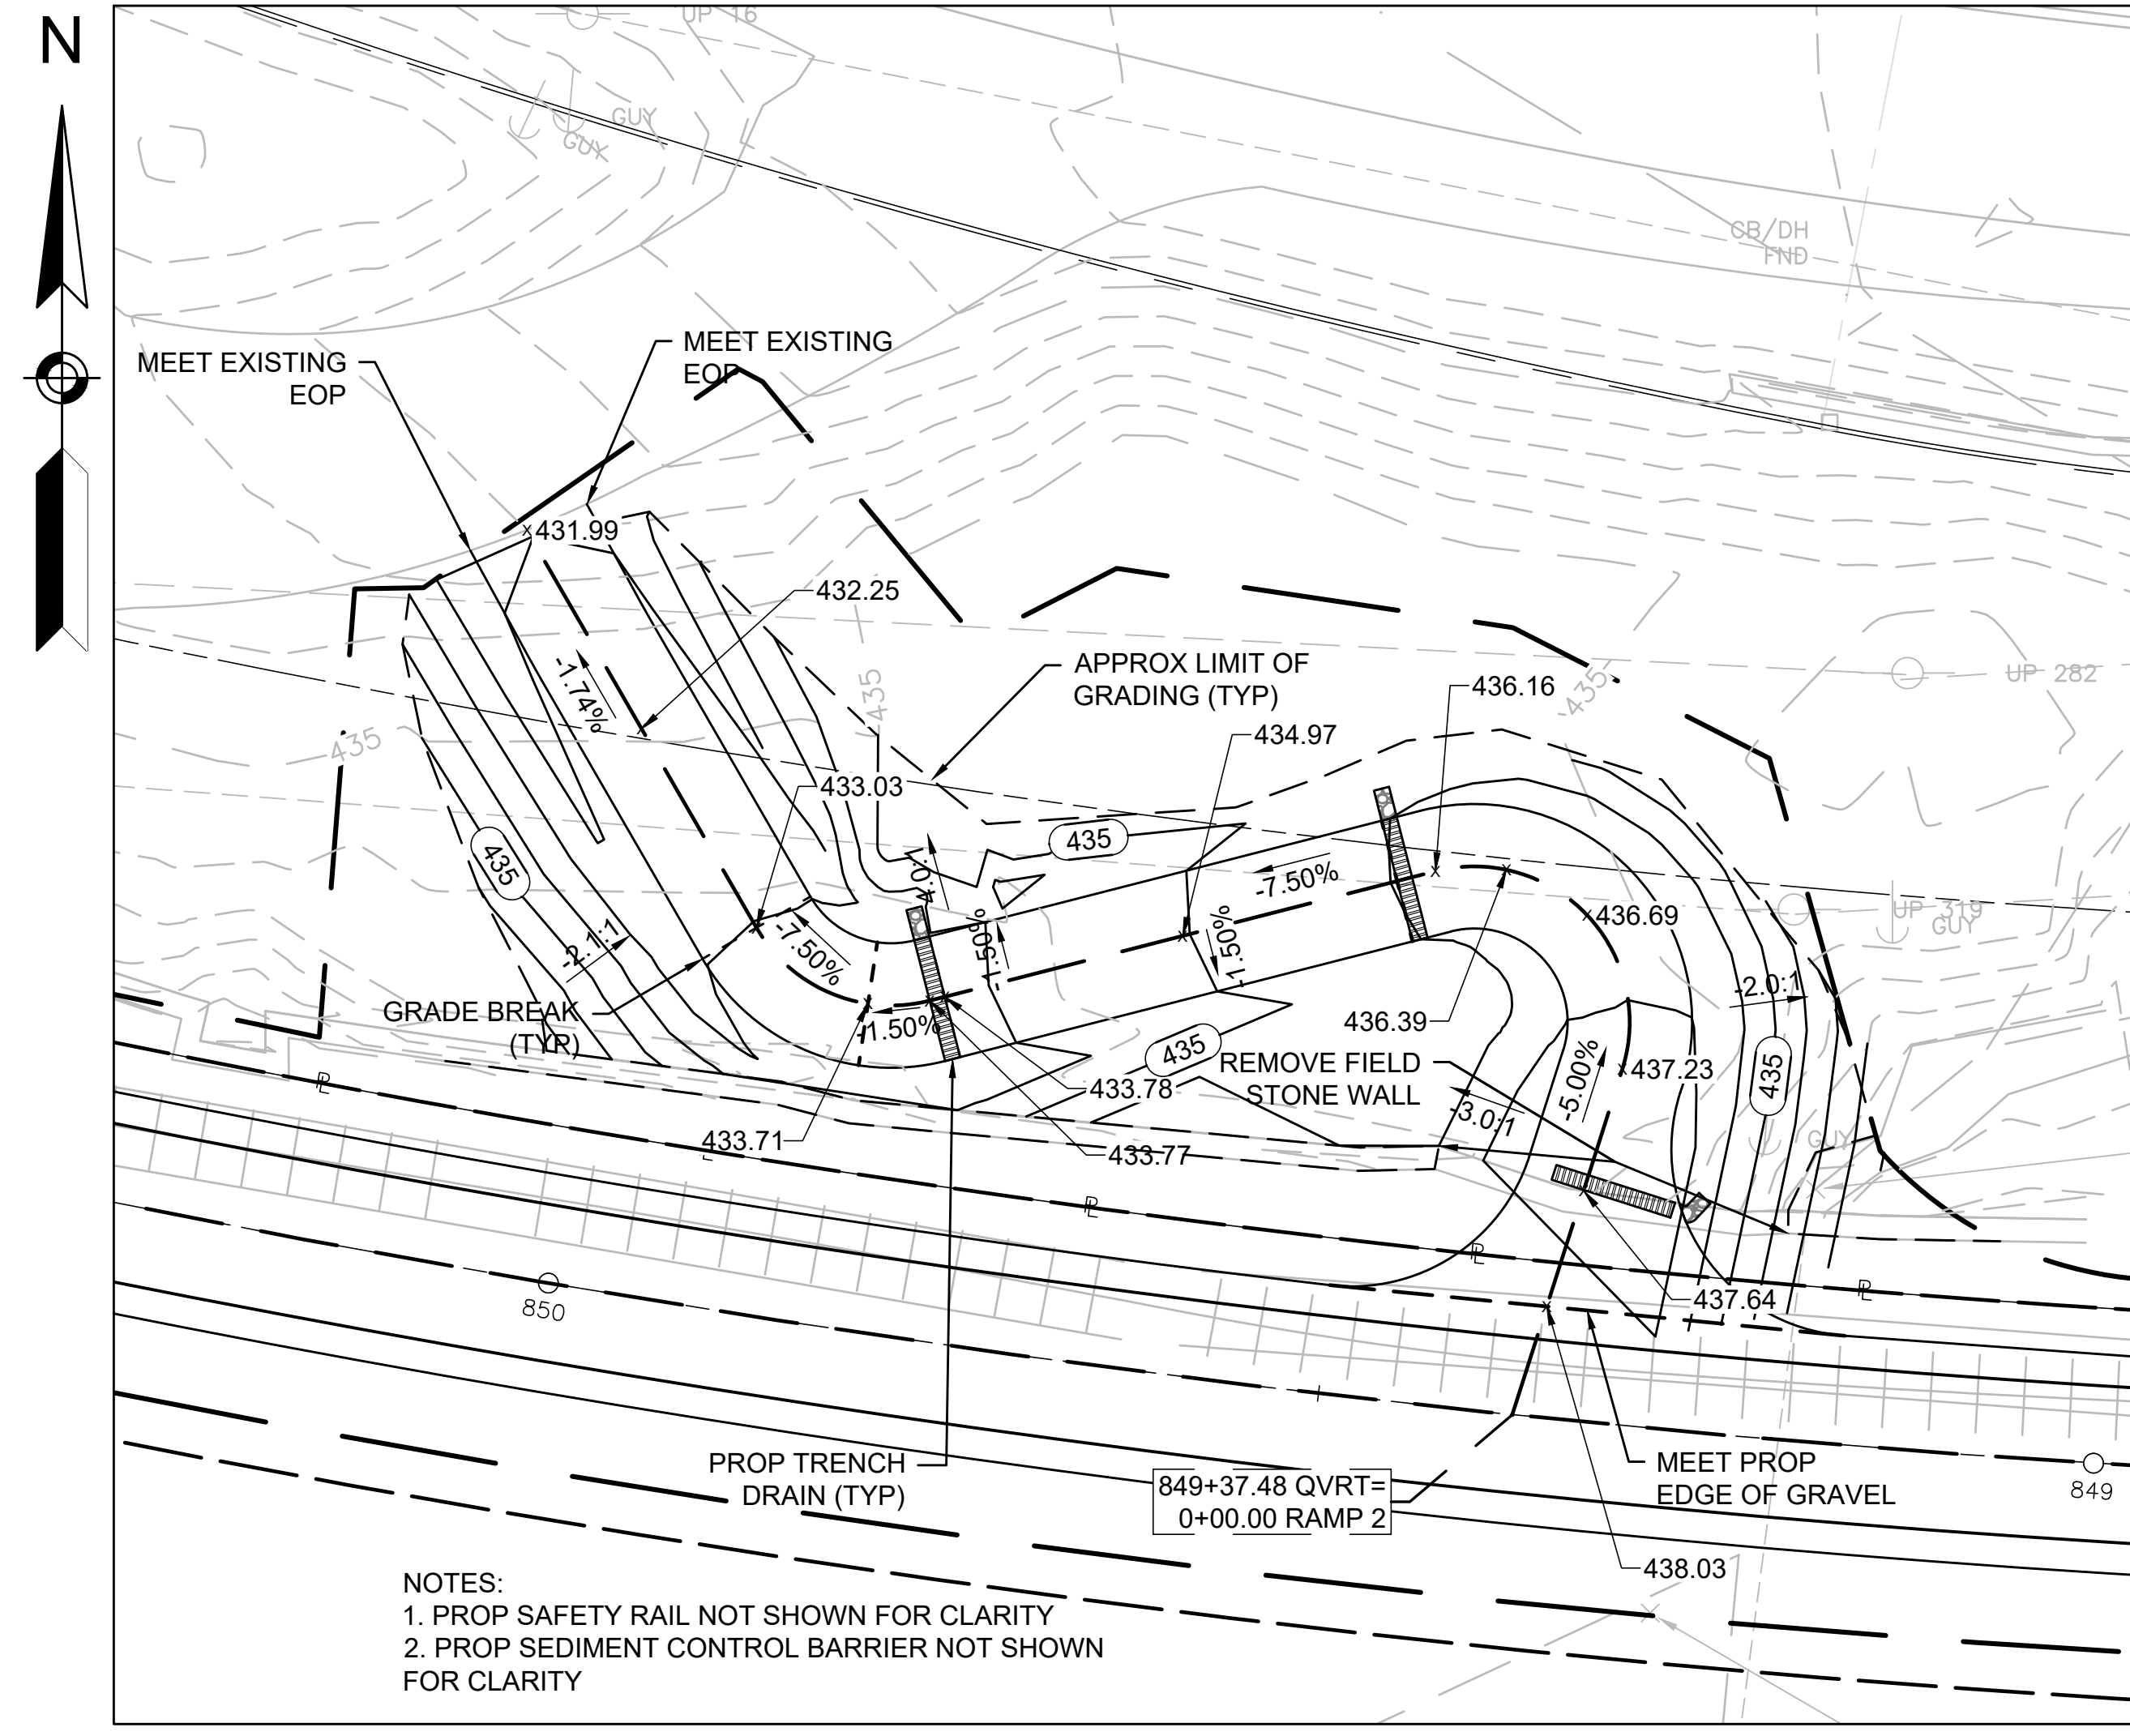 N
UP 16
GUY
GUY
CB/DH
FND
MEET EXISTING
EOP
MEET EXISTING
EOP
431.99
432.25
-1.74%
435
435
APPROX LIMIT OF
GRADING (TYP)
436.16
435
UP 282
434.97
433.03
435
435
-7.50%
436.69
UP 319
GUY
-2.1:1
-7.50%
-1.50%
-1.50%
-2.0:1
GRADE BREAK
(TYP)
-1.50%
436.39
435
REMOVE FIELD
STONE WALL
-5.00%
437.23
435
433.78
-3.0:1
GUY
433.71
433.77
PL
PL
PL
PL
437.64
850
PROP TRENCH
DRAIN (TYP)
849+37.48 QVRT=
0+00.00 RAMP 2
MEET PROP
EDGE OF GRAVEL
849
438.03
NOTES:
1. PROP SAFETY RAIL NOT SHOWN FOR CLARITY
2. PROP SEDIMENT CONTROL BARRIER NOT SHOWN
FOR CLARITY